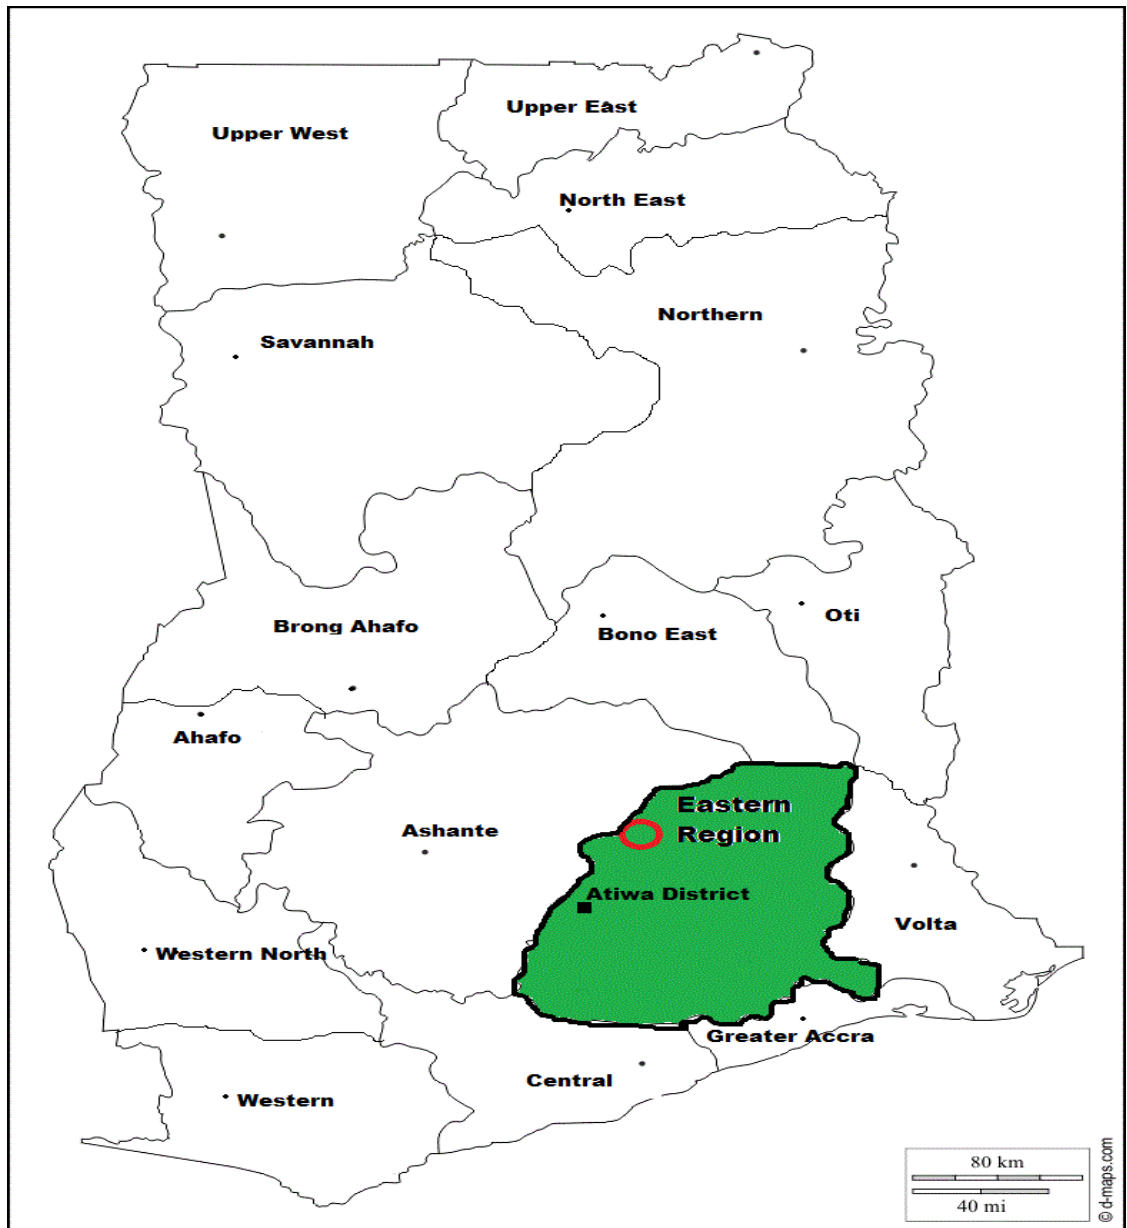 Upper East
Upper West
North East
Northern
Savannah
Oti
Brong Ahafo
Bono East
Ahafo
Eastern
Region
Ashante
Atiwa District
Volta
Western North
Greater Accra
Central
Western
80 km
40 mi
© d-maps.com